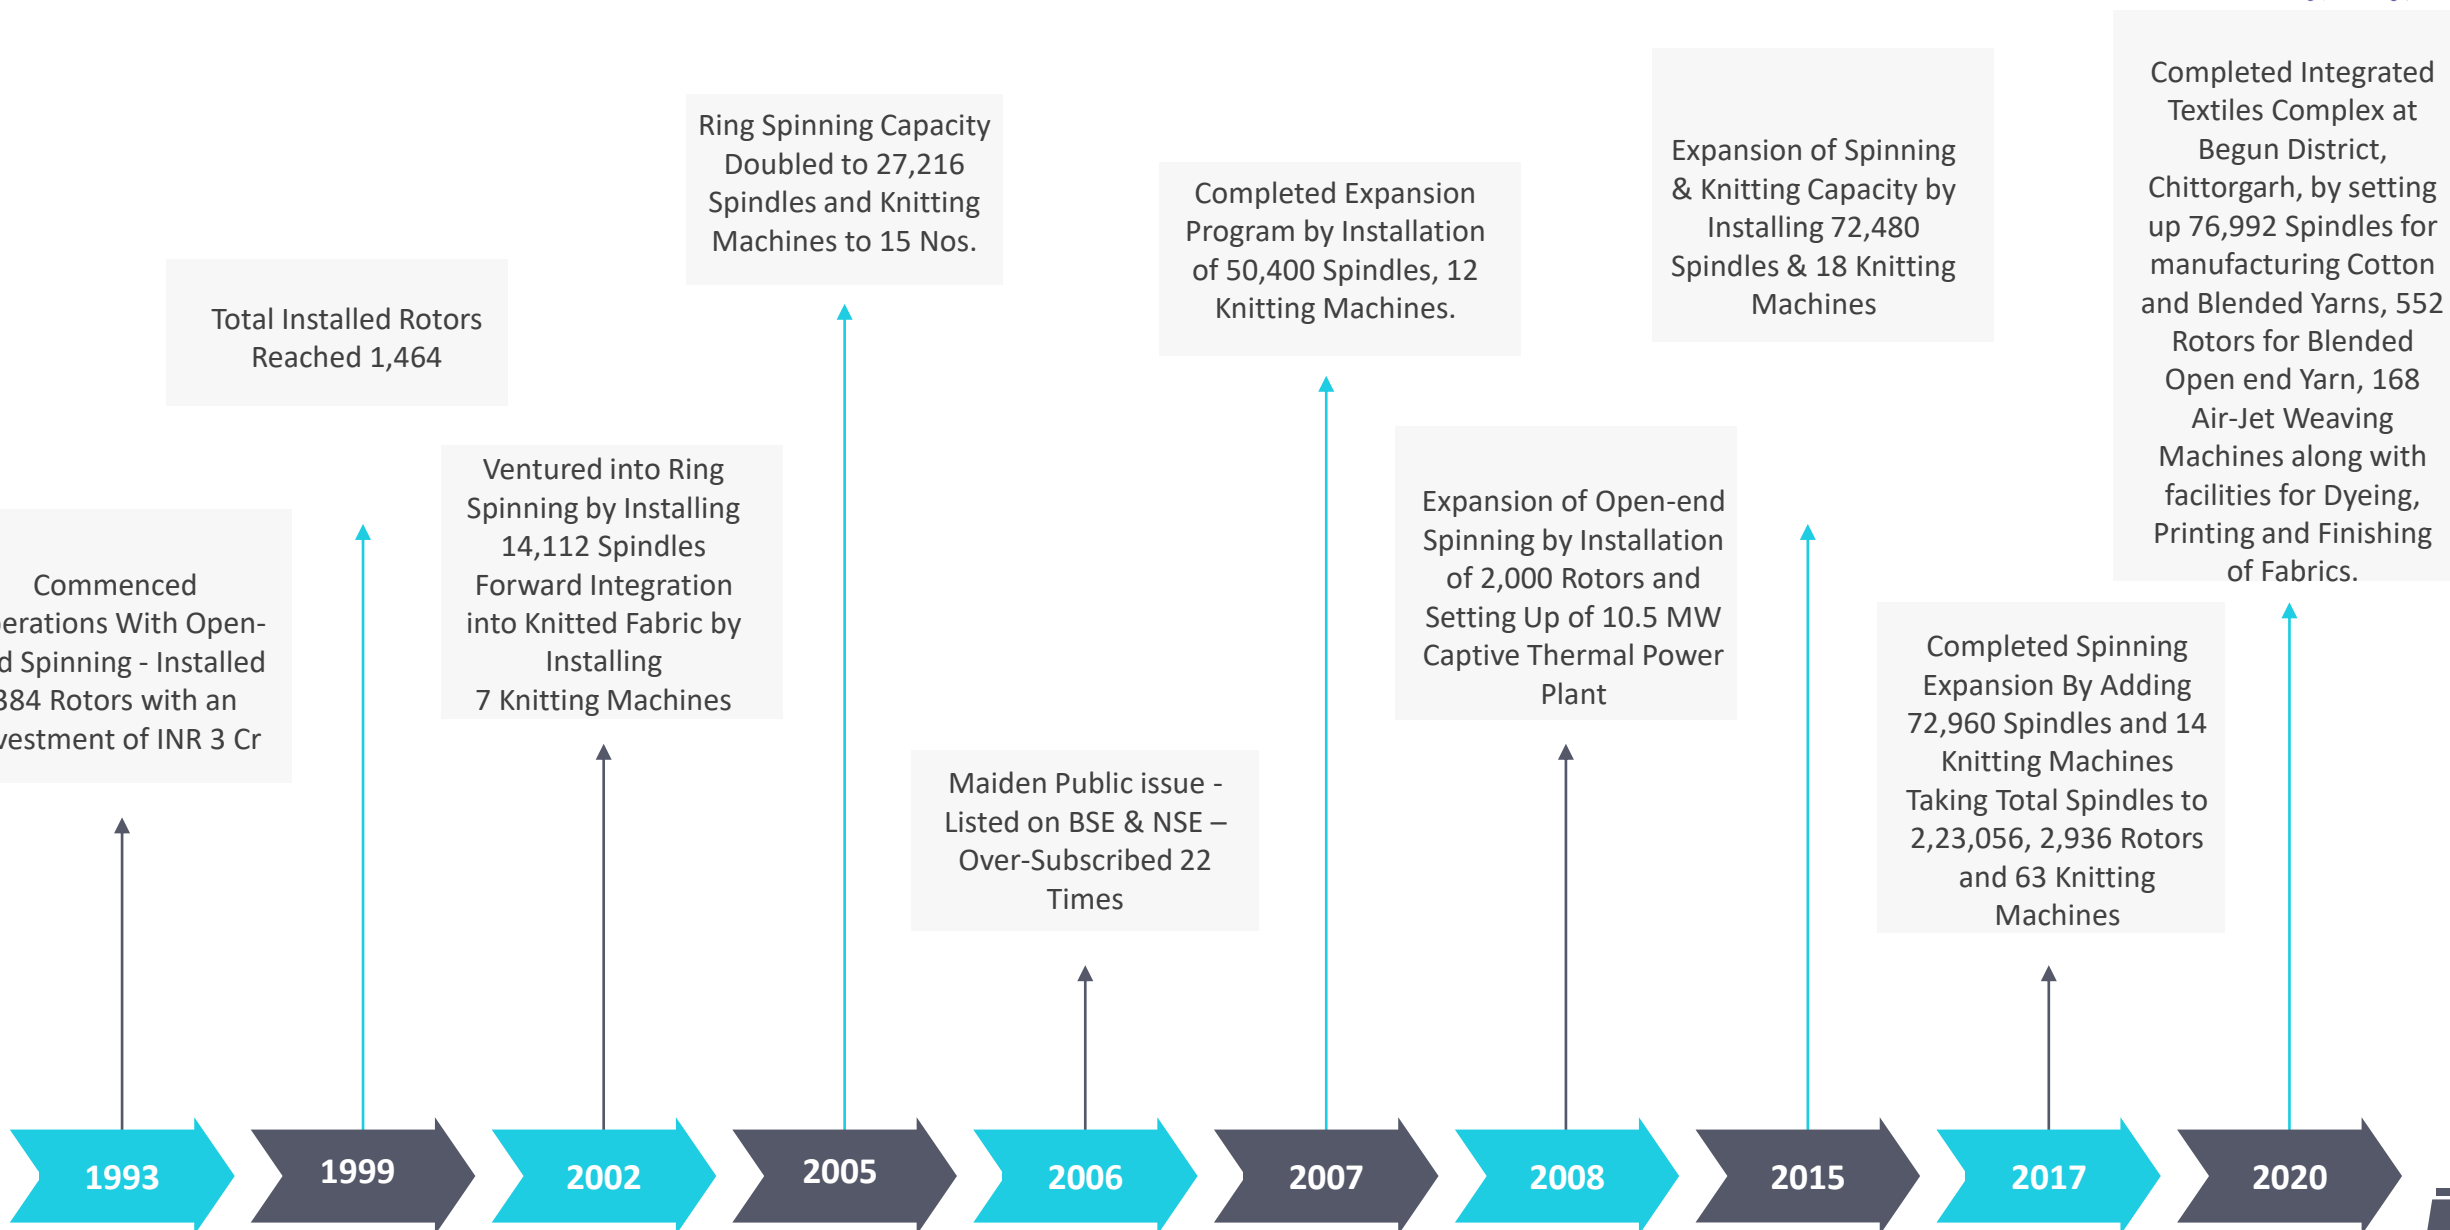 Commenced
erations With Open-
d Spinning - Installed
384 Rotors with an
vestment of INR 3 Cr
Total Installed Rotors
Reached 1,464
Ventured into Ring
Spinning by Installing
14,112 Spindles
Forward Integration
into Knitted Fabric by
Installing
7 Knitting Machines
Ring Spinning Capacity
Doubled to 27,216
Spindles and Knitting
Machines to 15 Nos.
Maiden Public issue -
Listed on BSE & NSE –
Over-Subscribed 22
Times
Completed Expansion
Program by Installation
of 50,400 Spindles, 12
Knitting Machines.
Expansion of Open-end
Spinning by Installation
of 2,000 Rotors and
Setting Up of 10.5 MW
Captive Thermal Power
Plant
Expansion of Spinning
& Knitting Capacity by
Installing 72,480
Spindles & 18 Knitting
Machines
Completed Spinning
Expansion By Adding
72,960 Spindles and 14
Knitting Machines
Taking Total Spindles to
2,23,056, 2,936 Rotors
and 63 Knitting
Machines
Completed Integrated
Textiles Complex at
Begun District,
Chittorgarh, by setting
up 76,992 Spindles for
manufacturing Cotton
and Blended Yarns, 552
Rotors for Blended
Open end Yarn, 168
Air-Jet Weaving
Machines along with
facilities for Dyeing,
Printing and Finishing
of Fabrics.
1993
1999
2002
2005
2006
2007
2008
2015
2017
2020